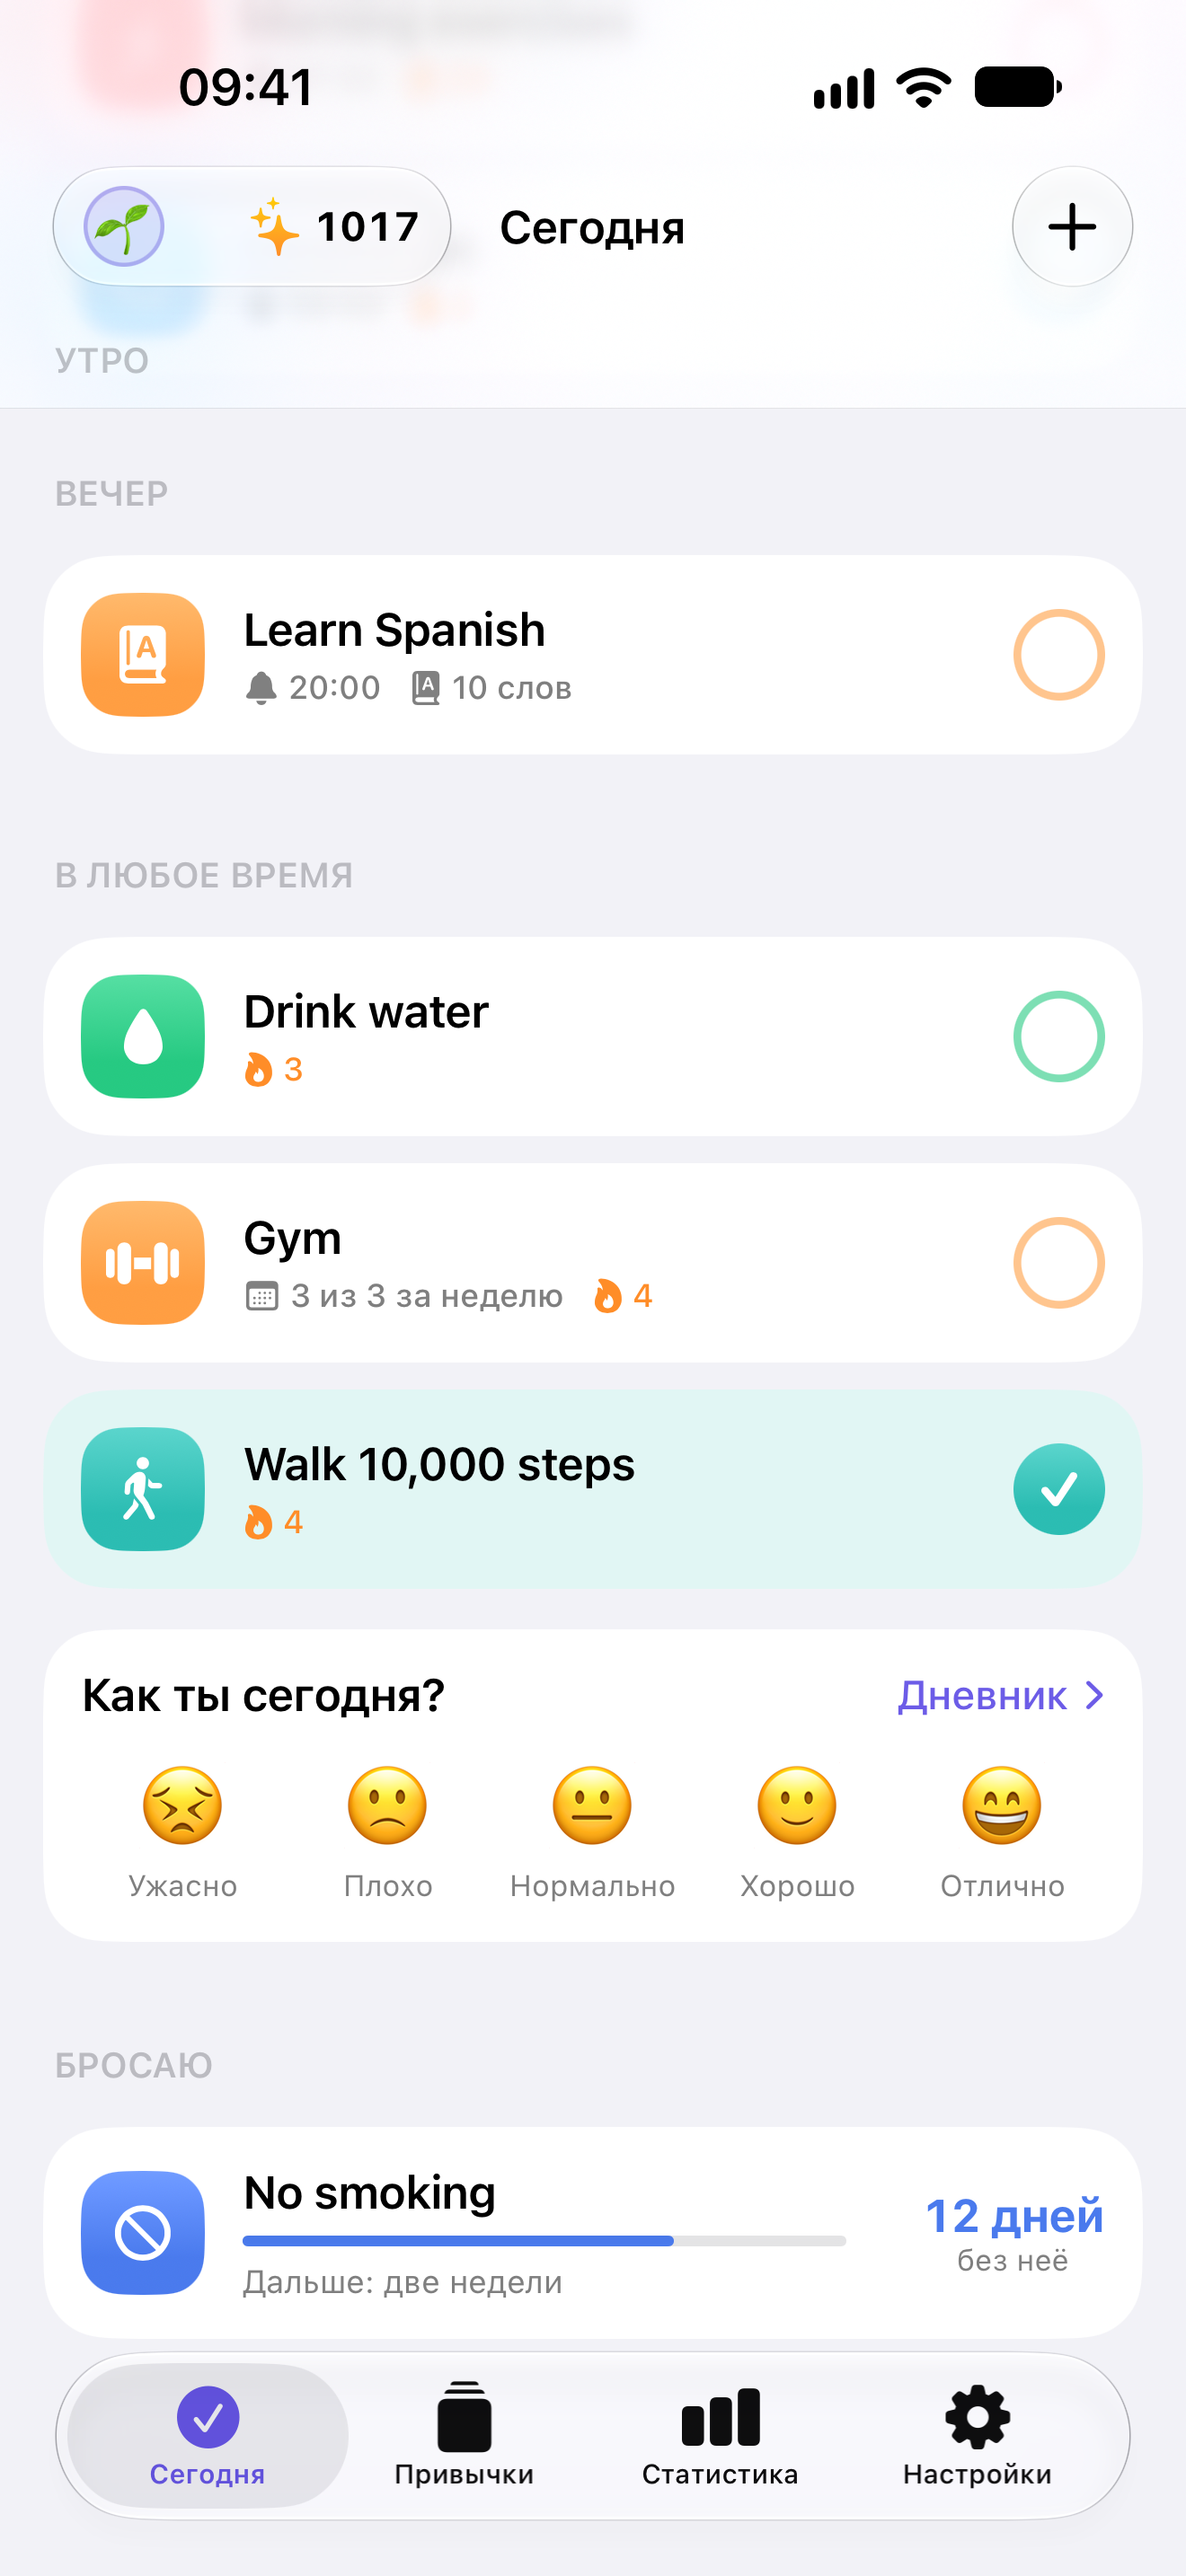 09:41
1017
Сегодня
УТРО
ВЕЧЕР
Learn Spanish
20:00 10 слов
В ЛЮБОЕ ВРЕМЯ
Drink water
3
Gym
3 из 3 за неделю 4
Walk 10,000 steps
4
Как ты сегодня?
Дневник
Ужасно Плохо Нормально Хорошо Отлично
БРОСАЮ
No smoking
12 дней
без неё
Дальше: две недели
Сегодня Привычки Статистика Настройки